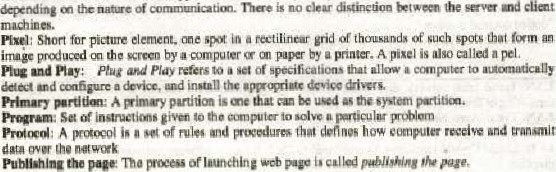 depending on the nature of communication. There is no clear distinction between the server and client
machines.
Pixel: Short for picture element, one spot in a rectilinear grid of thousands of such spots that form an
image produced on the screen by a computer or on paper by a printer. A pixel is also called a pel.
Plug and Play: Plug and Play refers to a set of specifications that allow a computer to automatically
detect and configure a device, and install the appropriate device drivers.
Primary partition: A primary partition is one that can be used as the system partition.
Program: Set of instructions given to the computer to solve a particular problem
Protocol: A protocol is a set of rules and procedures that defines how computer receive and transmit
data over the network
Publishing the page: The process of launching web page is called publishing the page.